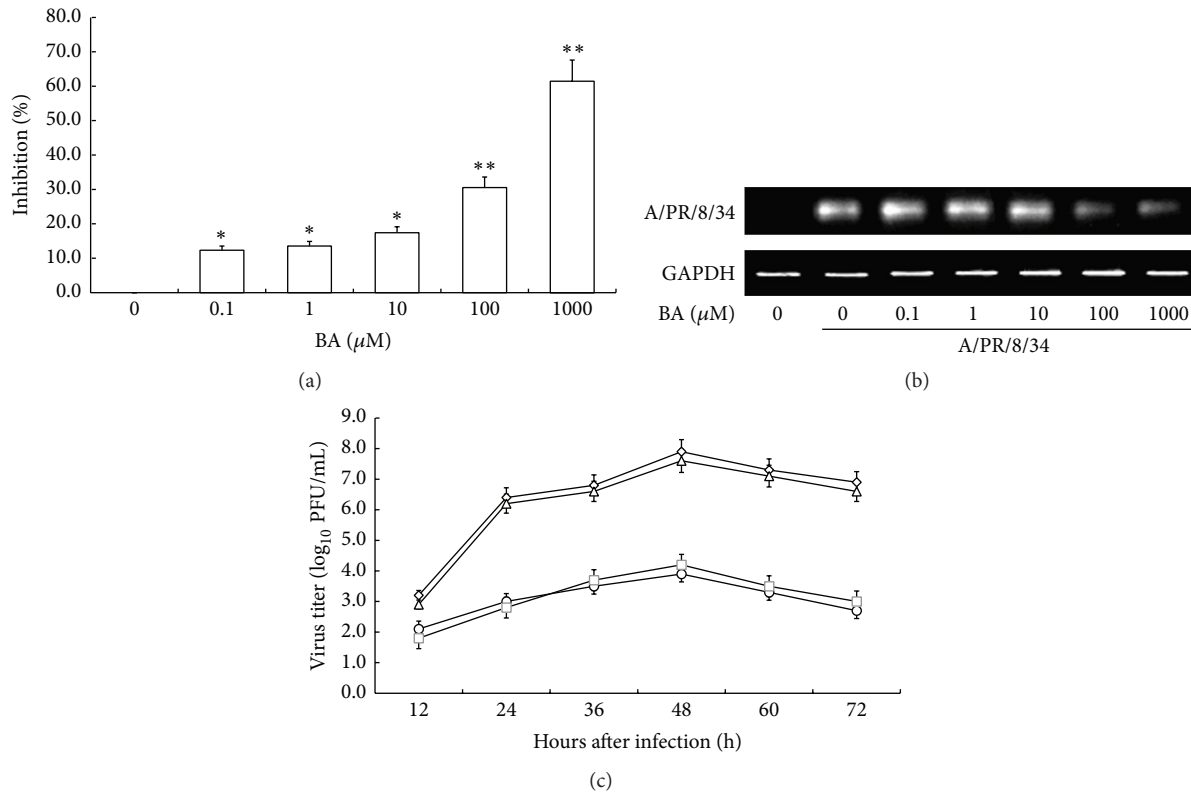 80.0
70.0
60.0
50.0
40.0
30.0
20.0
10.0
0.0
Inhibition (%)
* * * ** **
0 0.1 1 10 100 1000
BA (μM)
(a)
A/PR/8/34
GAPDH
BA (μM) 0 0 0.1 1 10 100 1000
A/PR/8/34
(b)
9.0
8.0
7.0
6.0
5.0
4.0
3.0
2.0
1.0
0.0
Virus titer (log₁₀ PFU/mL)
12 24 36 48 60 72
Hours after infection (h)
(c)